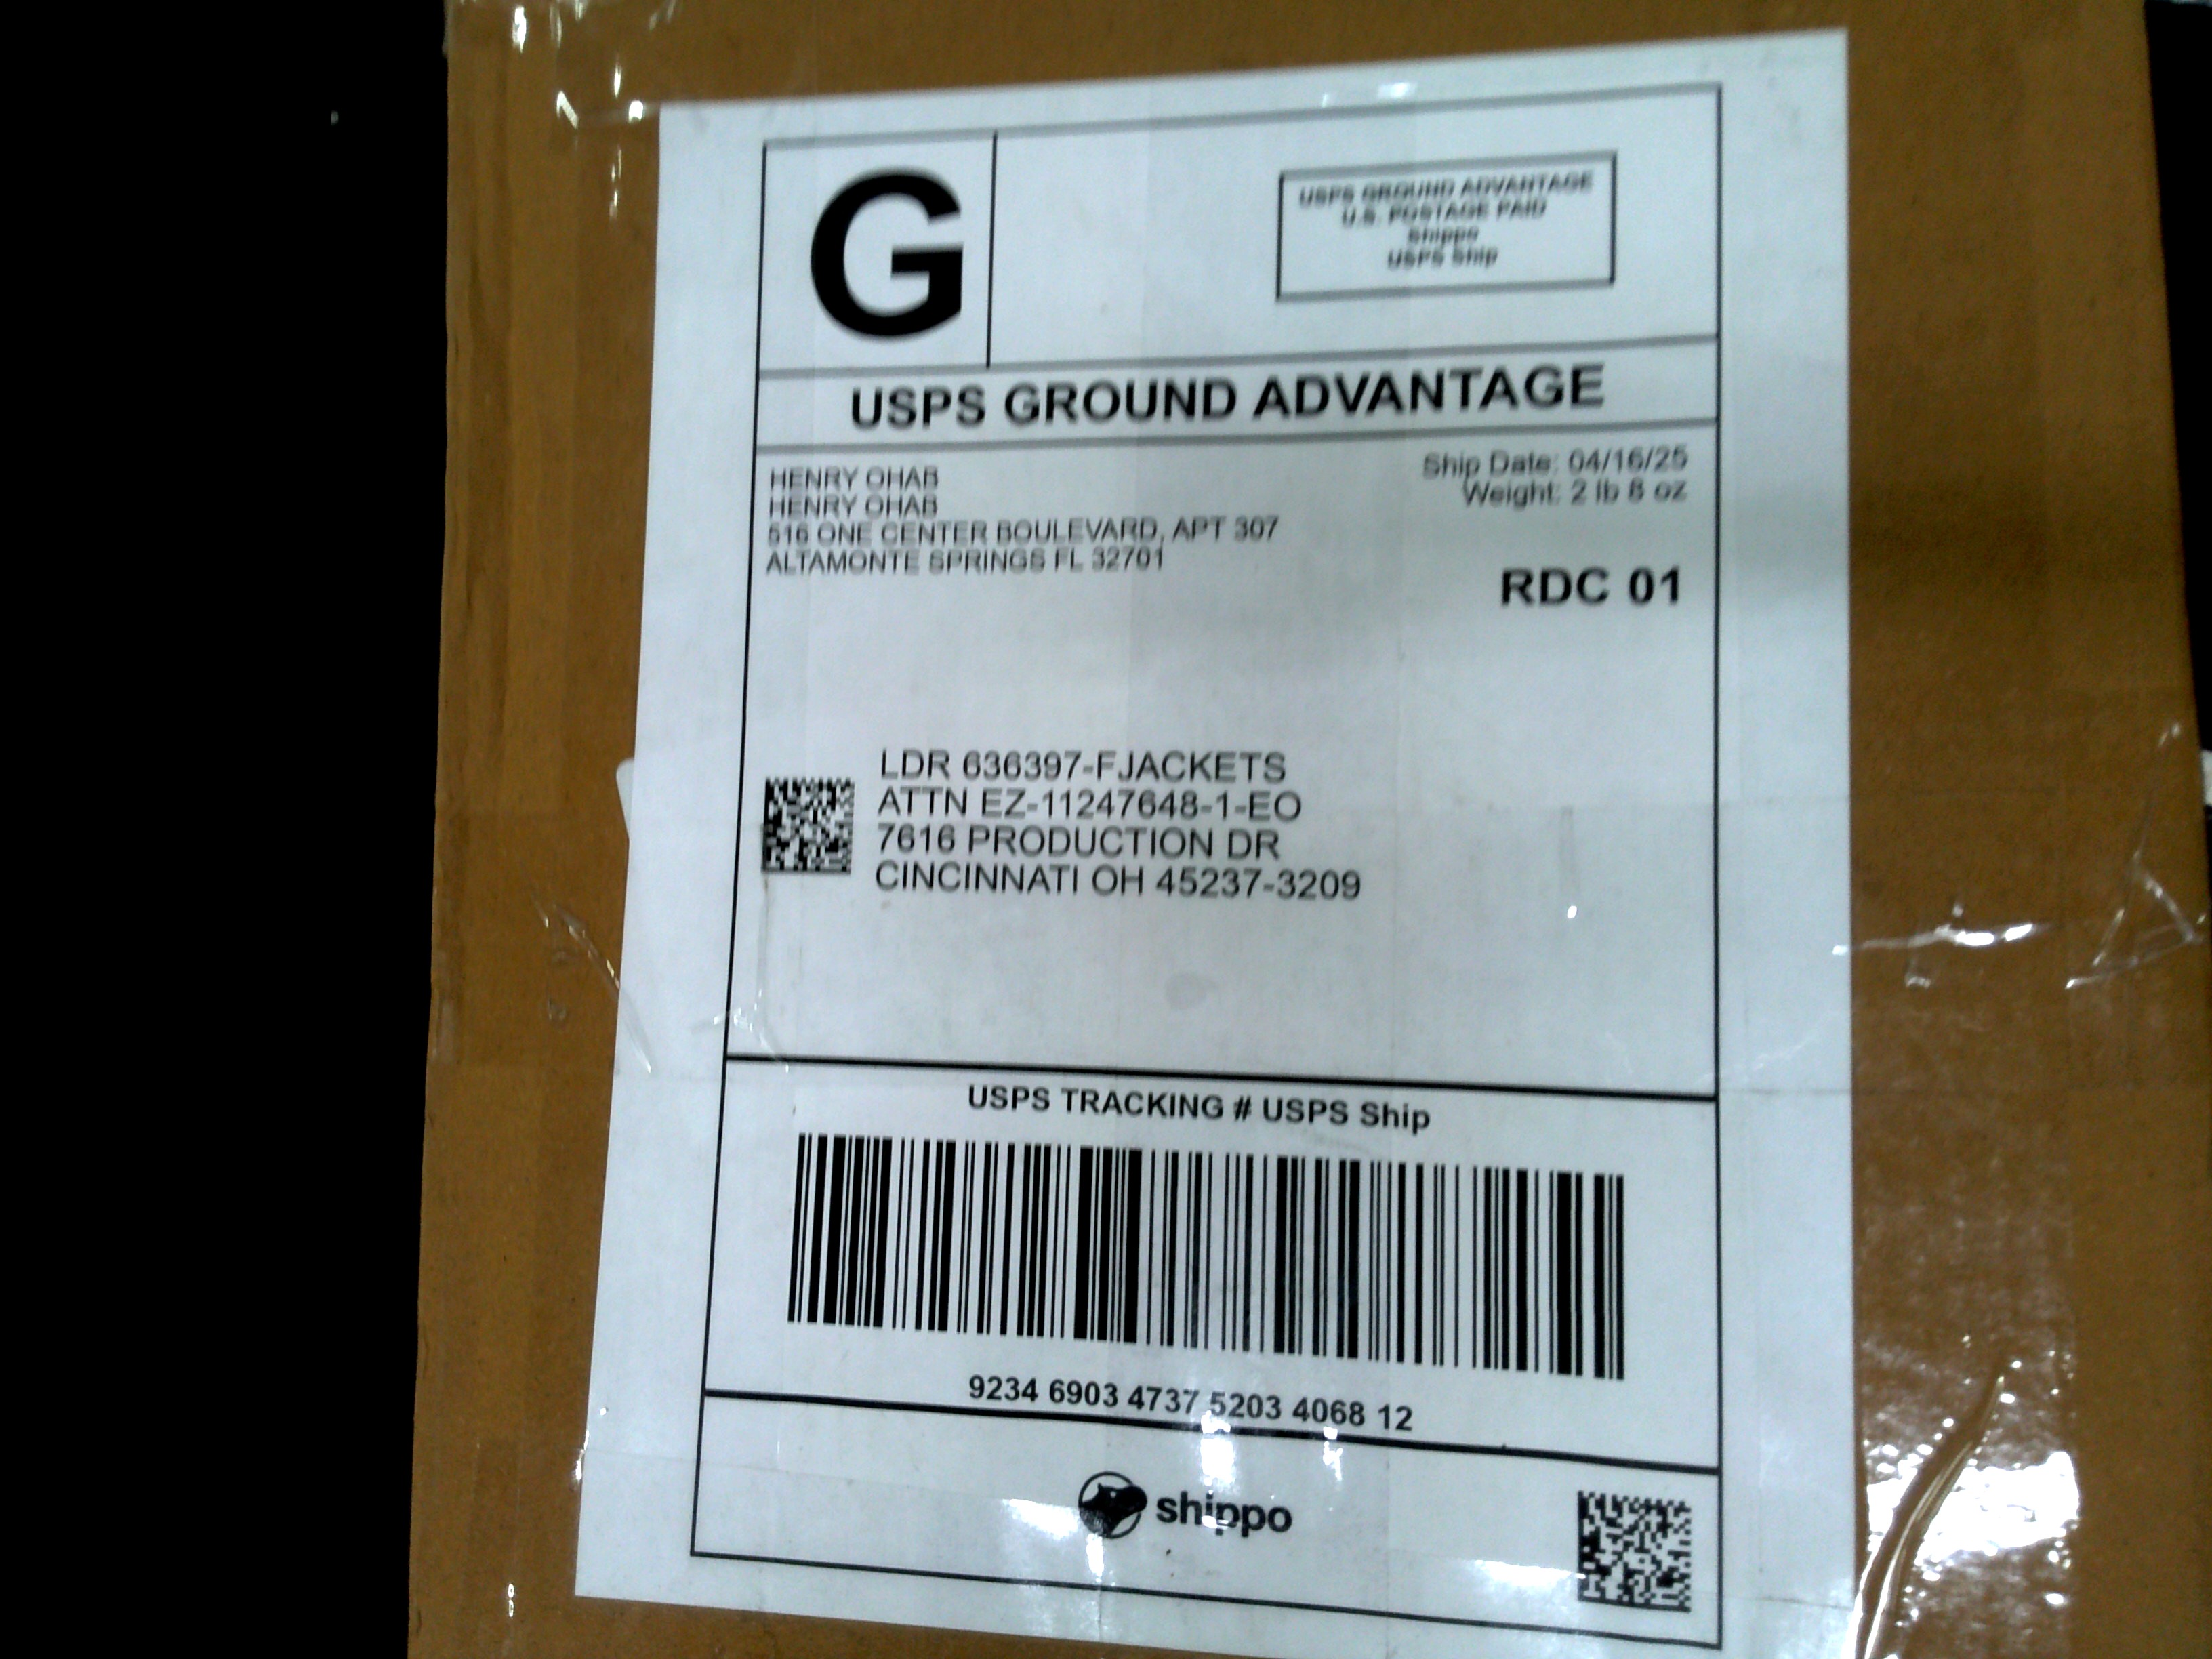 G
USPS GROUND ADVANTAGE
U.S. POSTAGE PAID
Shippo
USPS Ship
USPS GROUND ADVANTAGE
HENRY OHAB
HENRY OHAB
516 ONE CENTER BOULEVARD, APT 307
ALTAMONTE SPRINGS FL 32701
Ship Date: 04/16/25
Weight: 2 lb 8 oz
RDC 01
LDR 636397-FJACKETS
ATTN EZ-11247648-1-EO
7616 PRODUCTION DR
CINCINNATI OH 45237-3209
USPS TRACKING # USPS Ship
9234 6903 4737 5203 4068 12
shippo